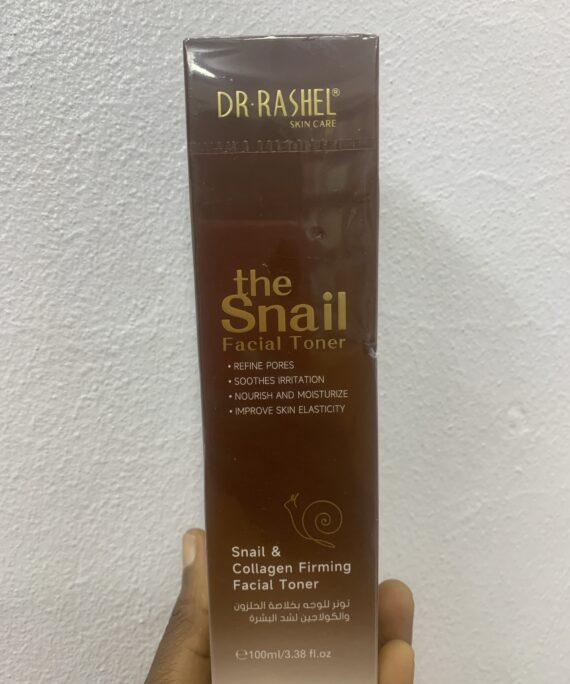 DR·RASHEL®
SKIN CARE
the
Snail
Facial Toner
• REFINE PORES
• SOOTHES IRRITATION
• NOURISH AND MOISTURIZE
• IMPROVE SKIN ELASTICITY
Snail &
Collagen Firming
Facial Toner
تونر للوجه بخلاصة الحلزون
والكولاجين لشد البشرة
℮100ml/3.38 fl.oz